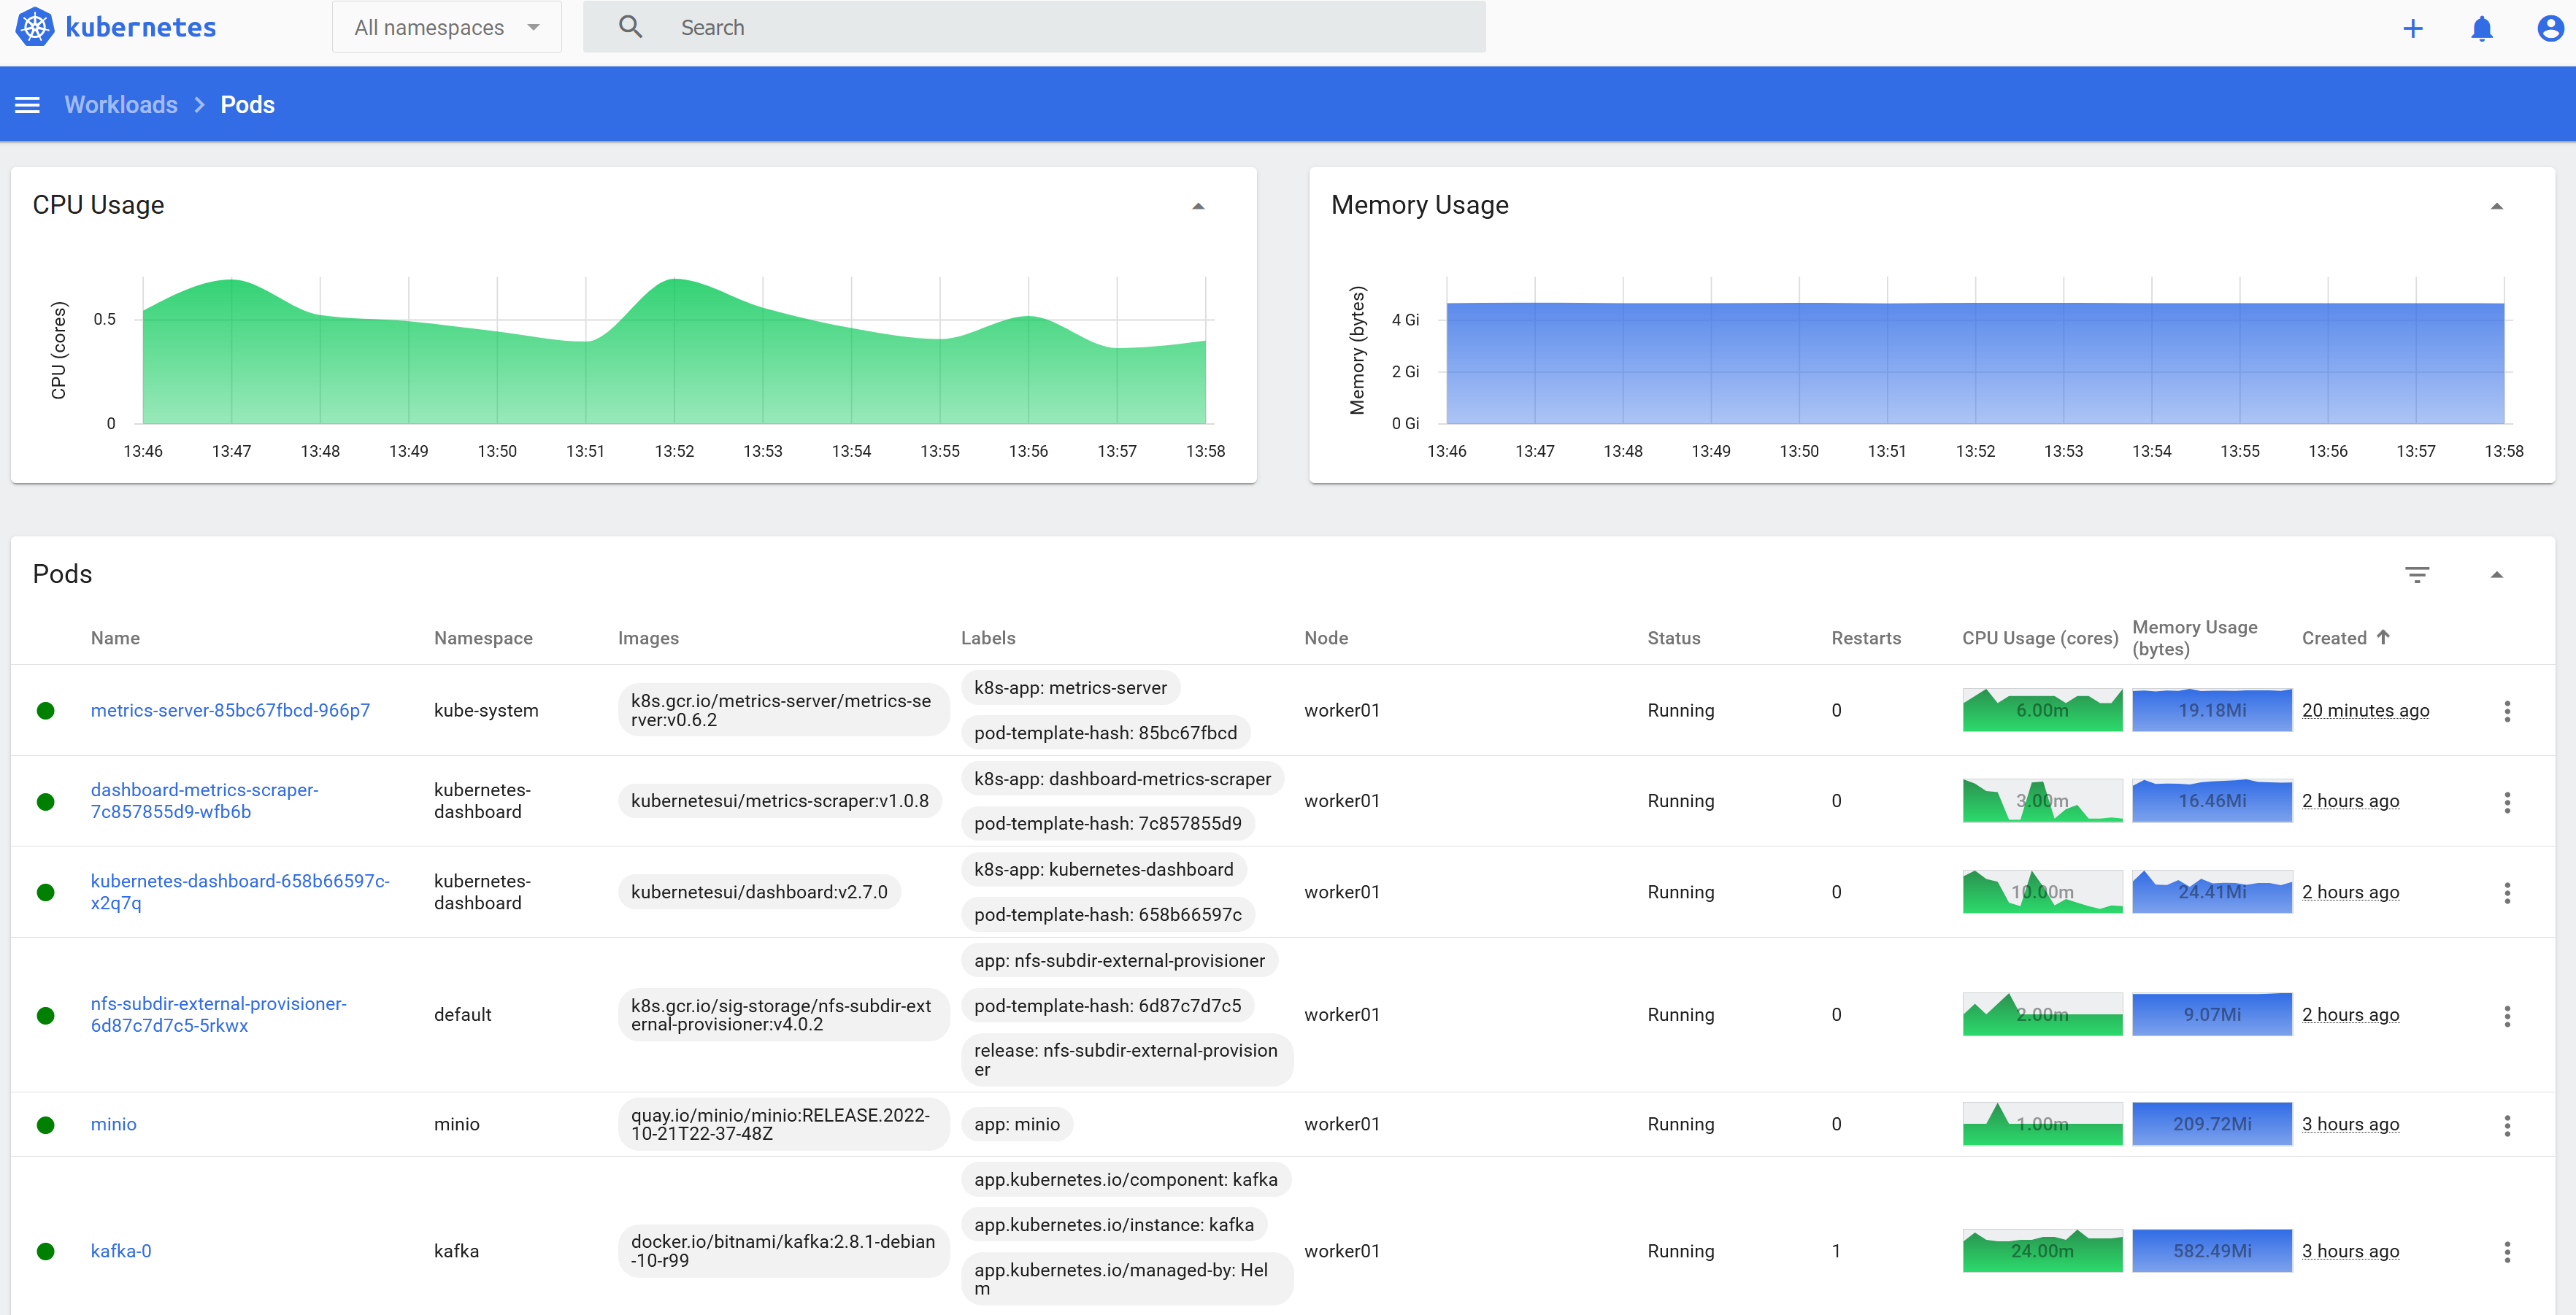 kubernetes
All namespaces
Search
Workloads > Pods
CPU Usage
CPU (cores)
0.5
0
13:46 13:47 13:48 13:49 13:50 13:51 13:52 13:53 13:54 13:55 13:56 13:57 13:58
Memory Usage
Memory (bytes)
4 Gi
2 Gi
0 Gi
13:46 13:47 13:48 13:49 13:50 13:51 13:52 13:53 13:54 13:55 13:56 13:57 13:58
Pods
Name Namespace Images Labels Node Status Restarts CPU Usage (cores) Memory Usage
(bytes) Created
metrics-server-85bc67fbcd-966p7
kube-system
k8s.gcr.io/metrics-server/metrics-se
rver:v0.6.2
k8s-app: metrics-server
pod-template-hash: 85bc67fbcd
worker01
Running
0
6.00m
19.18Mi
20 minutes ago
dashboard-metrics-scraper-
7c857855d9-wfb6b
kubernetes-
dashboard
kubernetesui/metrics-scraper:v1.0.8
k8s-app: dashboard-metrics-scraper
pod-template-hash: 7c857855d9
worker01
Running
0
3.00m
16.46Mi
2 hours ago
kubernetes-dashboard-658b66597c-
x2q7q
kubernetes-
dashboard
kubernetesui/dashboard:v2.7.0
k8s-app: kubernetes-dashboard
pod-template-hash: 658b66597c
worker01
Running
0
10.00m
24.41Mi
2 hours ago
nfs-subdir-external-provisioner-
6d87c7d7c5-5rkwx
default
k8s.gcr.io/sig-storage/nfs-subdir-ext
ernal-provisioner:v4.0.2
app: nfs-subdir-external-provisioner
pod-template-hash: 6d87c7d7c5
release: nfs-subdir-external-provision
er
worker01
Running
0
2.00m
9.07Mi
2 hours ago
minio
minio
quay.io/minio/minio:RELEASE.2022-
10-21T22-37-48Z
app: minio
worker01
Running
0
1.00m
209.72Mi
3 hours ago
kafka-0
kafka
docker.io/bitnami/kafka:2.8.1-debian
-10-r99
app.kubernetes.io/component: kafka
app.kubernetes.io/instance: kafka
app.kubernetes.io/managed-by: Hel
m
worker01
Running
1
24.00m
582.49Mi
3 hours ago